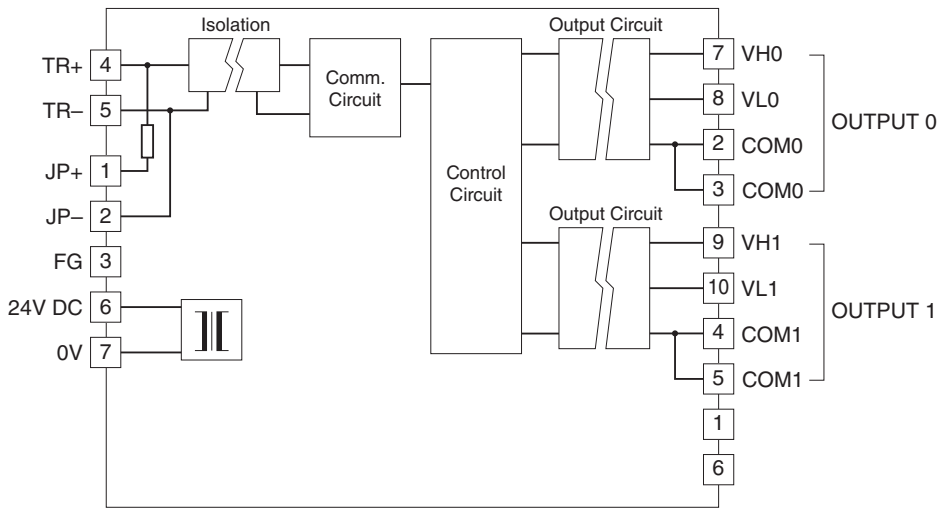 Isolation
Output Circuit
TR+ 4
TR– 5
JP+ 1
JP– 2
FG 3
24V DC 6
0V 7
Comm.
Circuit
Control
Circuit
7 VH0
8 VL0
2 COM0
3 COM0
OUTPUT 0
Output Circuit
9 VH1
10 VL1
4 COM1
5 COM1
OUTPUT 1
1
6